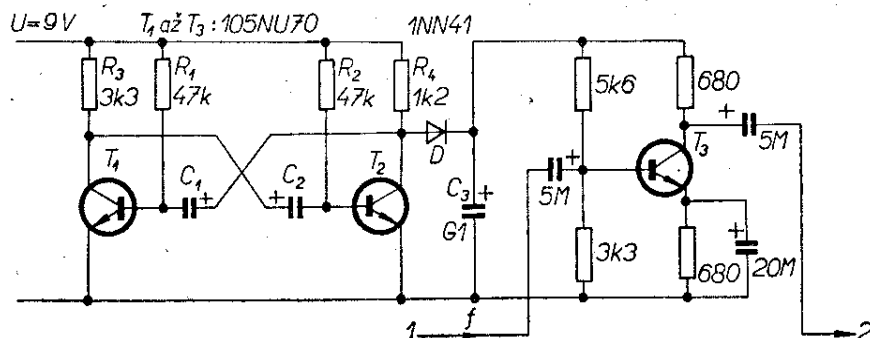 U=9V
T₁ až T₃: 105NU70
1NN41
R₃
3k3
R₁
47k
R₂
47k
R₄
1k2
5k6
680
+
5M
T₁
C₁
+
+
C₂
T₂
D
C₃
+
G1
+
5M
T₃
3k3
680
+
20M
1
f
2